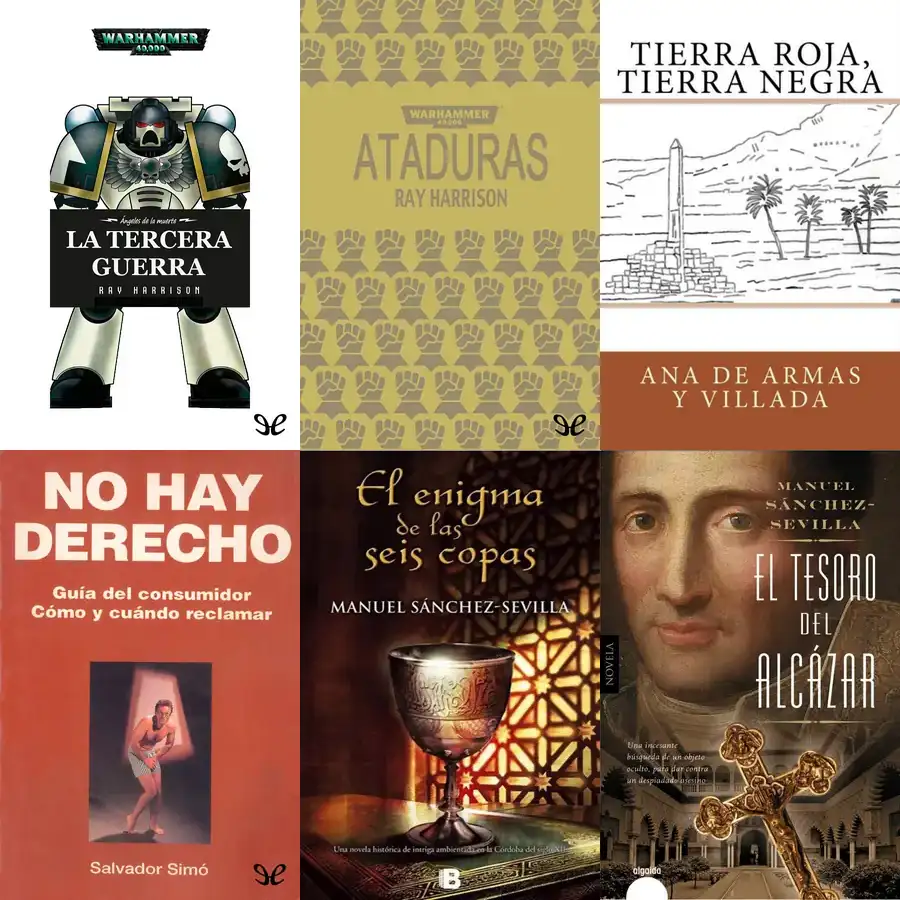 WARHAMMER
40,000
Ángeles de la muerte
LA TERCERA
GUERRA
RAY HARRISON
WARHAMMER
40,000
ATADURAS
RAY HARRISON
TIERRA ROJA,
TIERRA NEGRA
ANA DE ARMAS
Y VILLADA
NO HAY
DERECHO
Guía del consumidor
Cómo y cuándo reclamar
Salvador Simó
El enigma
de las
seis copas
MANUEL SÁNCHEZ-SEVILLA
Una novela histórica de intriga ambientada en la Córdoba del siglo
B
MANUEL
SÁNCHEZ-
SEVILLA
EL TESORO
DEL
ALCÁZAR
NOVELA
Una incesante
búsqueda de un objeto
oculto, para dar contra
un despiadado asesino
algaida